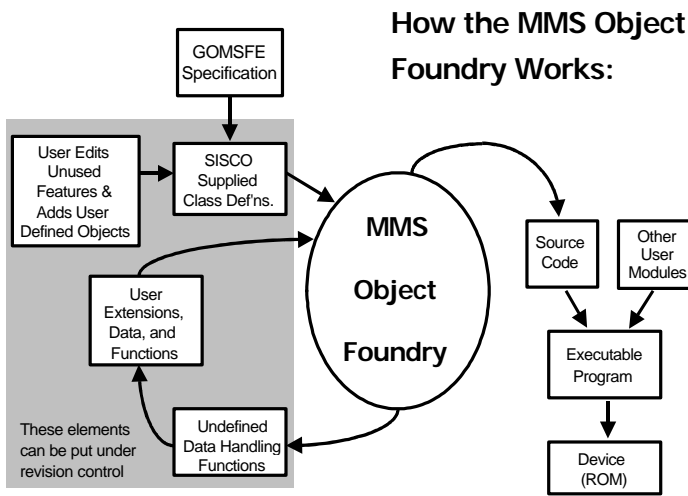 How the MMS Object
Foundry Works:
GOMSFE
Specification
User Edits
Unused
Features &
Adds User
Defined Objects
SISCO
Supplied
Class Def'ns.
MMS
Object
Foundry
Source
Code
Other
User
Modules
User
Extensions,
Data, and
Functions
Executable
Program
These elements
can be put under
revision control
Undefined
Data Handling
Functions
Device
(ROM)